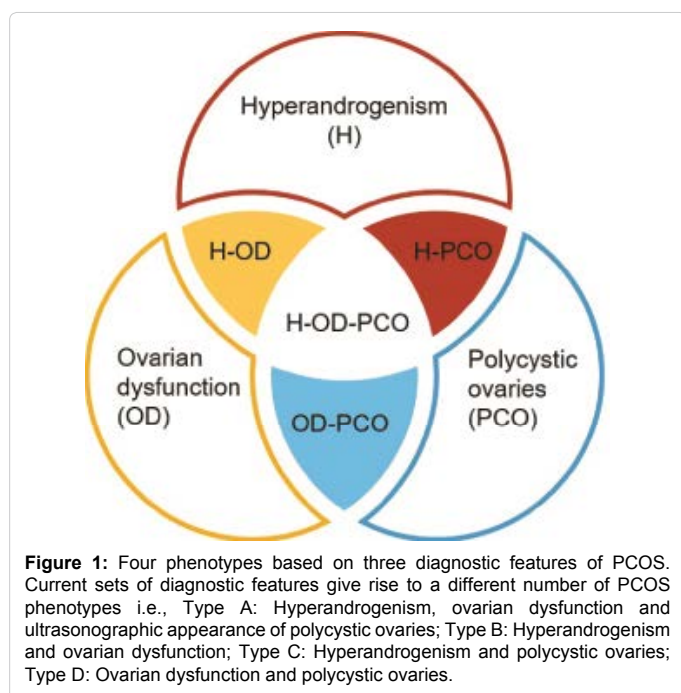 Hyperandrogenism
(H)
H-OD
H-PCO
H-OD-PCO
Ovarian
dysfunction
(OD)
Polycystic
ovaries
(PCO)
OD-PCO
Figure 1: Four phenotypes based on three diagnostic features of PCOS.
Current sets of diagnostic features give rise to a different number of PCOS
phenotypes i.e., Type A: Hyperandrogenism, ovarian dysfunction and
ultrasonographic appearance of polycystic ovaries; Type B: Hyperandrogenism
and ovarian dysfunction; Type C: Hyperandrogenism and polycystic ovaries;
Type D: Ovarian dysfunction and polycystic ovaries.